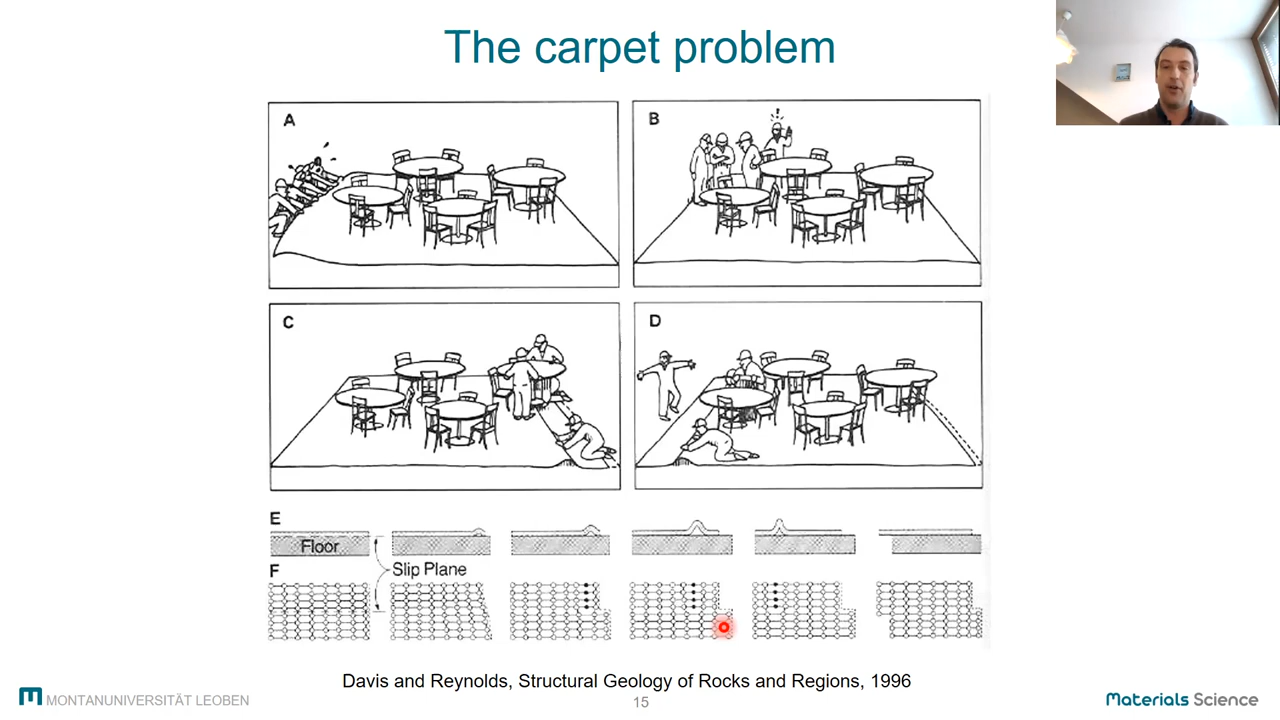 The carpet problem
A
B
C
D
E
Floor
F
Slip Plane
Davis and Reynolds, Structural Geology of Rocks and Regions, 1996
MONTANUNIVERSITÄT LEOBEN
15
Materials Science